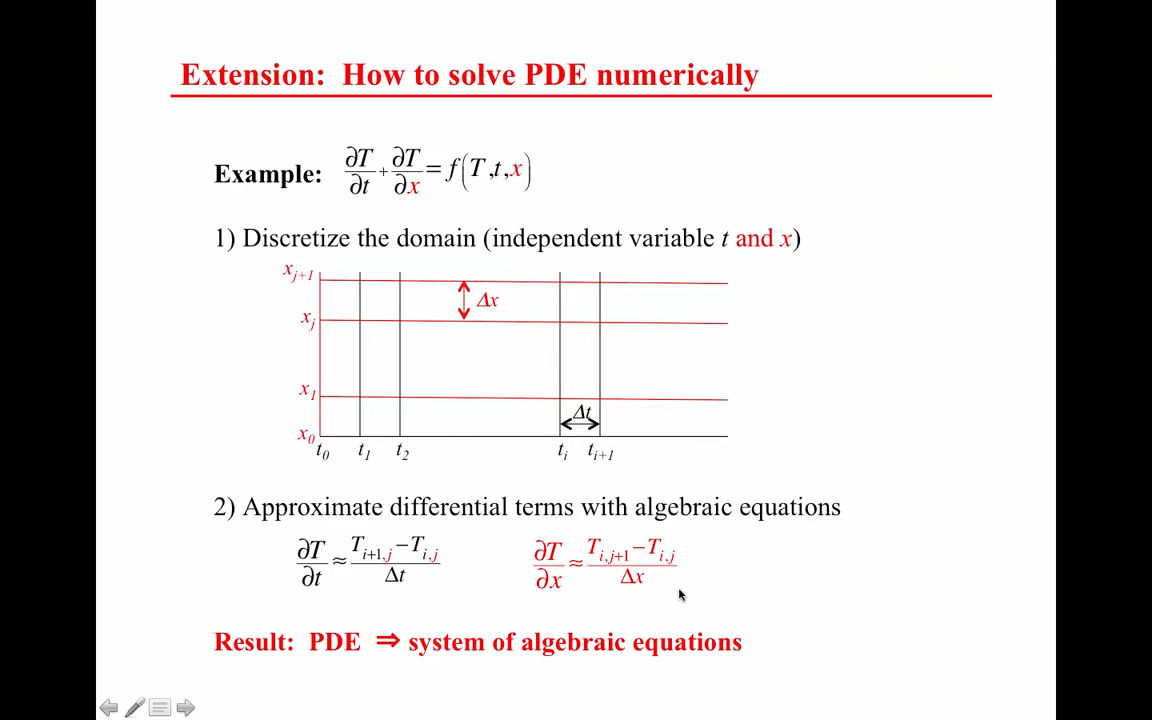 Extension: How to solve PDE numerically
Example: ∂T/∂t + ∂T/∂x = f(T,t,x)
1) Discretize the domain (independent variable t and x)
x_{j+1}
Δx
x_j
x_1
Δt
x_0
t_0 t_1 t_2 t_i t_{i+1}
2) Approximate differential terms with algebraic equations
∂T/∂t ≈ (T_{i+1,j} − T_{i,j})/Δt ∂T/∂x ≈ (T_{i,j+1} − T_{i,j})/Δx
Result: PDE ⇒ system of algebraic equations